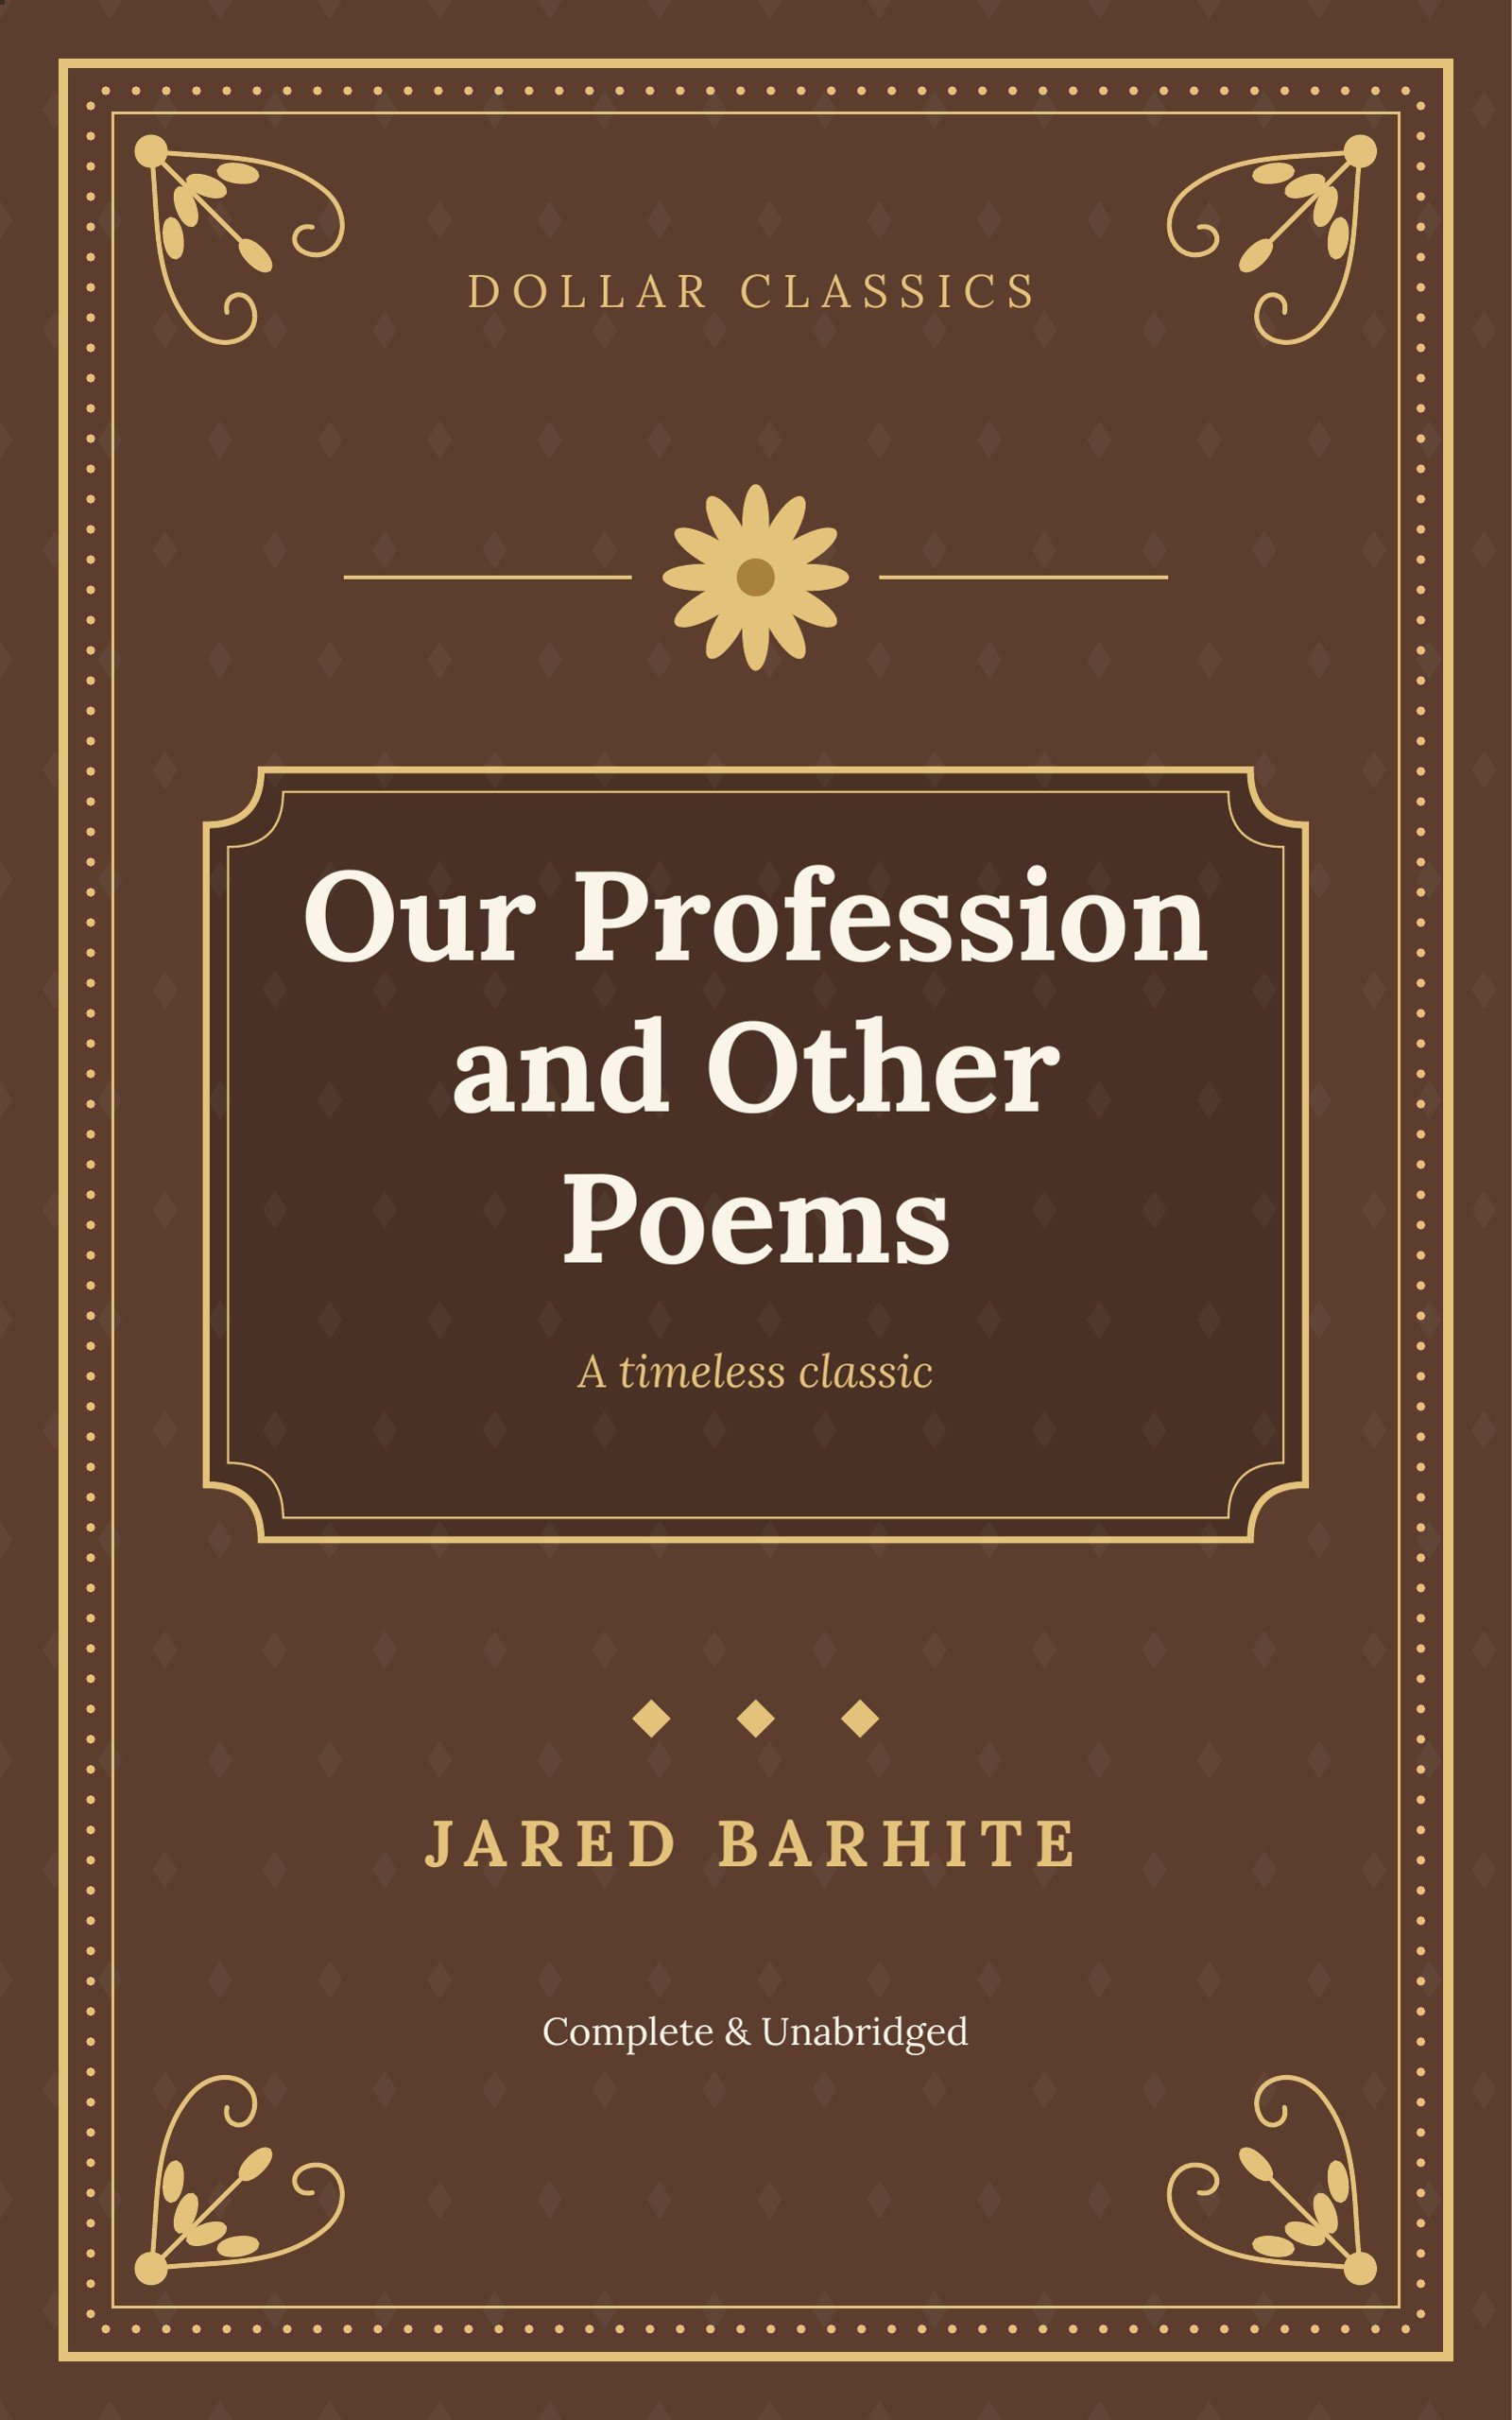 DOLLAR CLASSICS
Our Profession
and Other
Poems
A timeless classic
JARED BARHITE
Complete & Unabridged